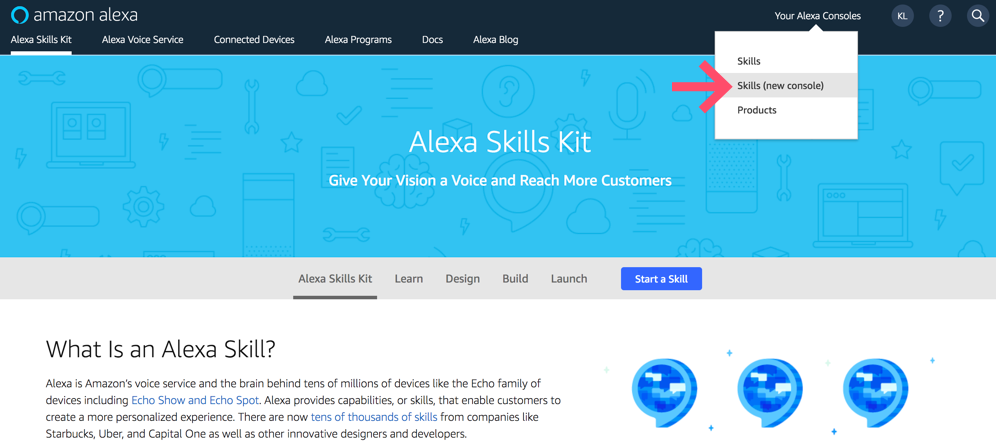 amazon alexa
Your Alexa Consoles
KL
?
Alexa Skills Kit
Alexa Voice Service
Connected Devices
Alexa Programs
Docs
Alexa Blog
Skills
Skills (new console)
Products
Alexa Skills Kit
Give Your Vision a Voice and Reach More Customers
Alexa Skills Kit
Learn
Design
Build
Launch
Start a Skill
What Is an Alexa Skill?
Alexa is Amazon's voice service and the brain behind tens of millions of devices like the Echo family of
devices including Echo Show and Echo Spot. Alexa provides capabilities, or skills, that enable customers to
create a more personalized experience. There are now tens of thousands of skills from companies like
Starbucks, Uber, and Capital One as well as other innovative designers and developers.